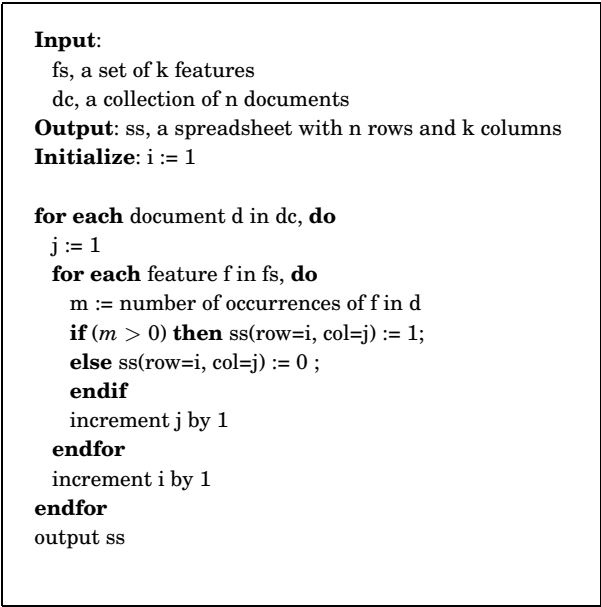 Input:
fs, a set of k features
dc, a collection of n documents
Output: ss, a spreadsheet with n rows and k columns
Initialize: i := 1
for each document d in dc, do
j := 1
for each feature f in fs, do
m := number of occurrences of f in d
if (m > 0) then ss(row=i, col=j) := 1;
else ss(row=i, col=j) := 0 ;
endif
increment j by 1
endfor
increment i by 1
endfor
output ss